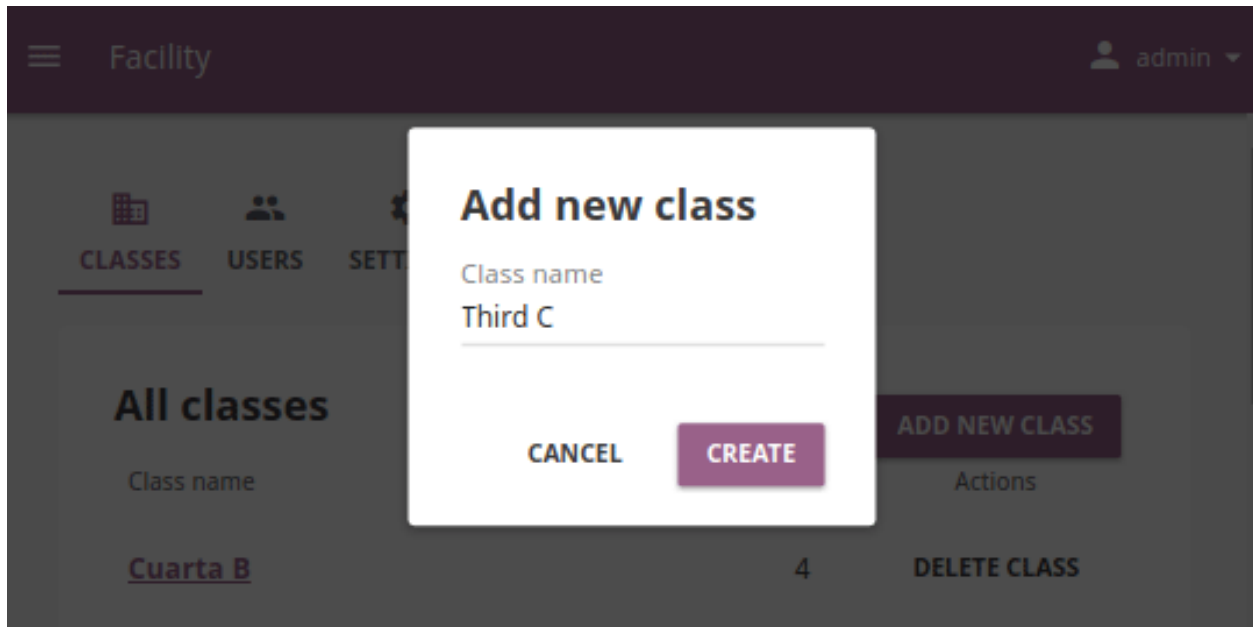 Facility
admin
CLASSES USERS SETT
Add new class
Class name
Third C
CANCEL CREATE
All classes
ADD NEW CLASS
Class name Actions
Cuarta B 4 DELETE CLASS